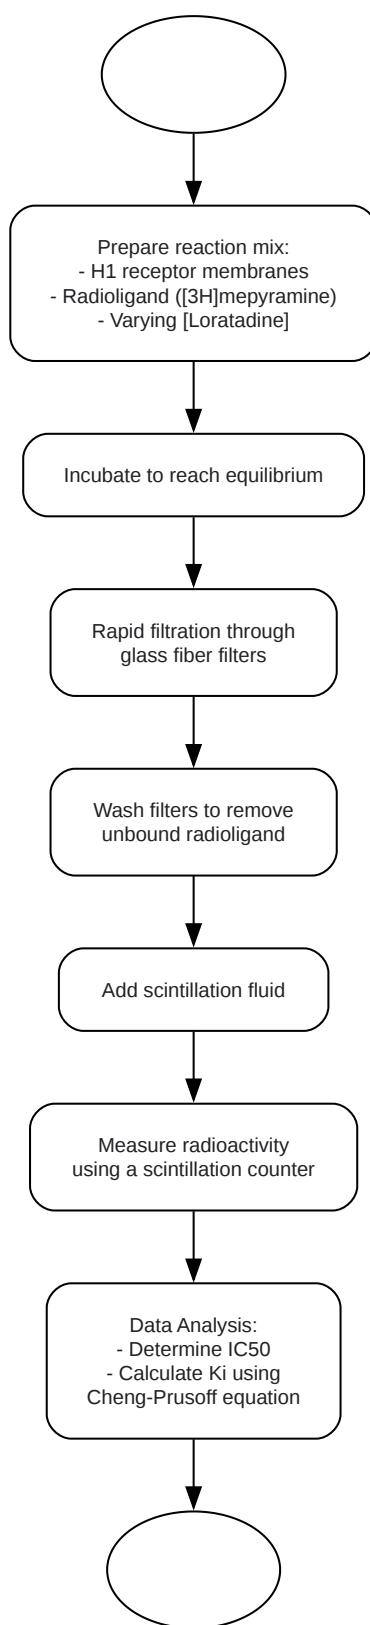 Prepare reaction mix:
- H1 receptor membranes
- Radioligand ([3H]mepyramine)
- Varying [Loratadine]
Incubate to reach equilibrium
Rapid filtration through
glass fiber filters
Wash filters to remove
unbound radioligand
Add scintillation fluid
Measure radioactivity
using a scintillation counter
Data Analysis:
- Determine IC50
- Calculate Ki using
Cheng-Prusoff equation